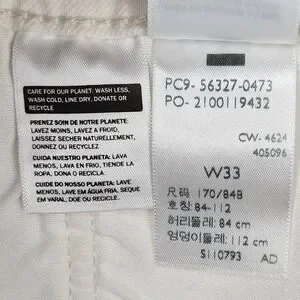 CARE FOR OUR PLANET: WASH LESS,
WASH COLD, LINE DRY, DONATE OR
RECYCLE
PRENEZ SOIN DE NOTRE PLANETE:
LAVEZ MOINS, LAVEZ A FROID,
LAISSEZ SECHER NATURELLEMENT,
DONNEZ OU RECYCLEZ
CUIDA NUESTRO PLANETA: LAVA
MENOS, LAVA EN FRIO, TIENDE LA
ROPA, DONA O RECICLA.
CUIDE DO NOSSO PLANETA: LAVE
MENOS, LAVE EM ÁGUA FRIA, SEQUE
EM VARAL, DOE OU RECICLE.
PC9- 56327-0473
PO- 2100119432
CW- 4624
405096
W33
尺码 170/84B
호칭: 84-112
허리둘레: 84 cm
엉덩이둘레: 112 cm
S110793 AD